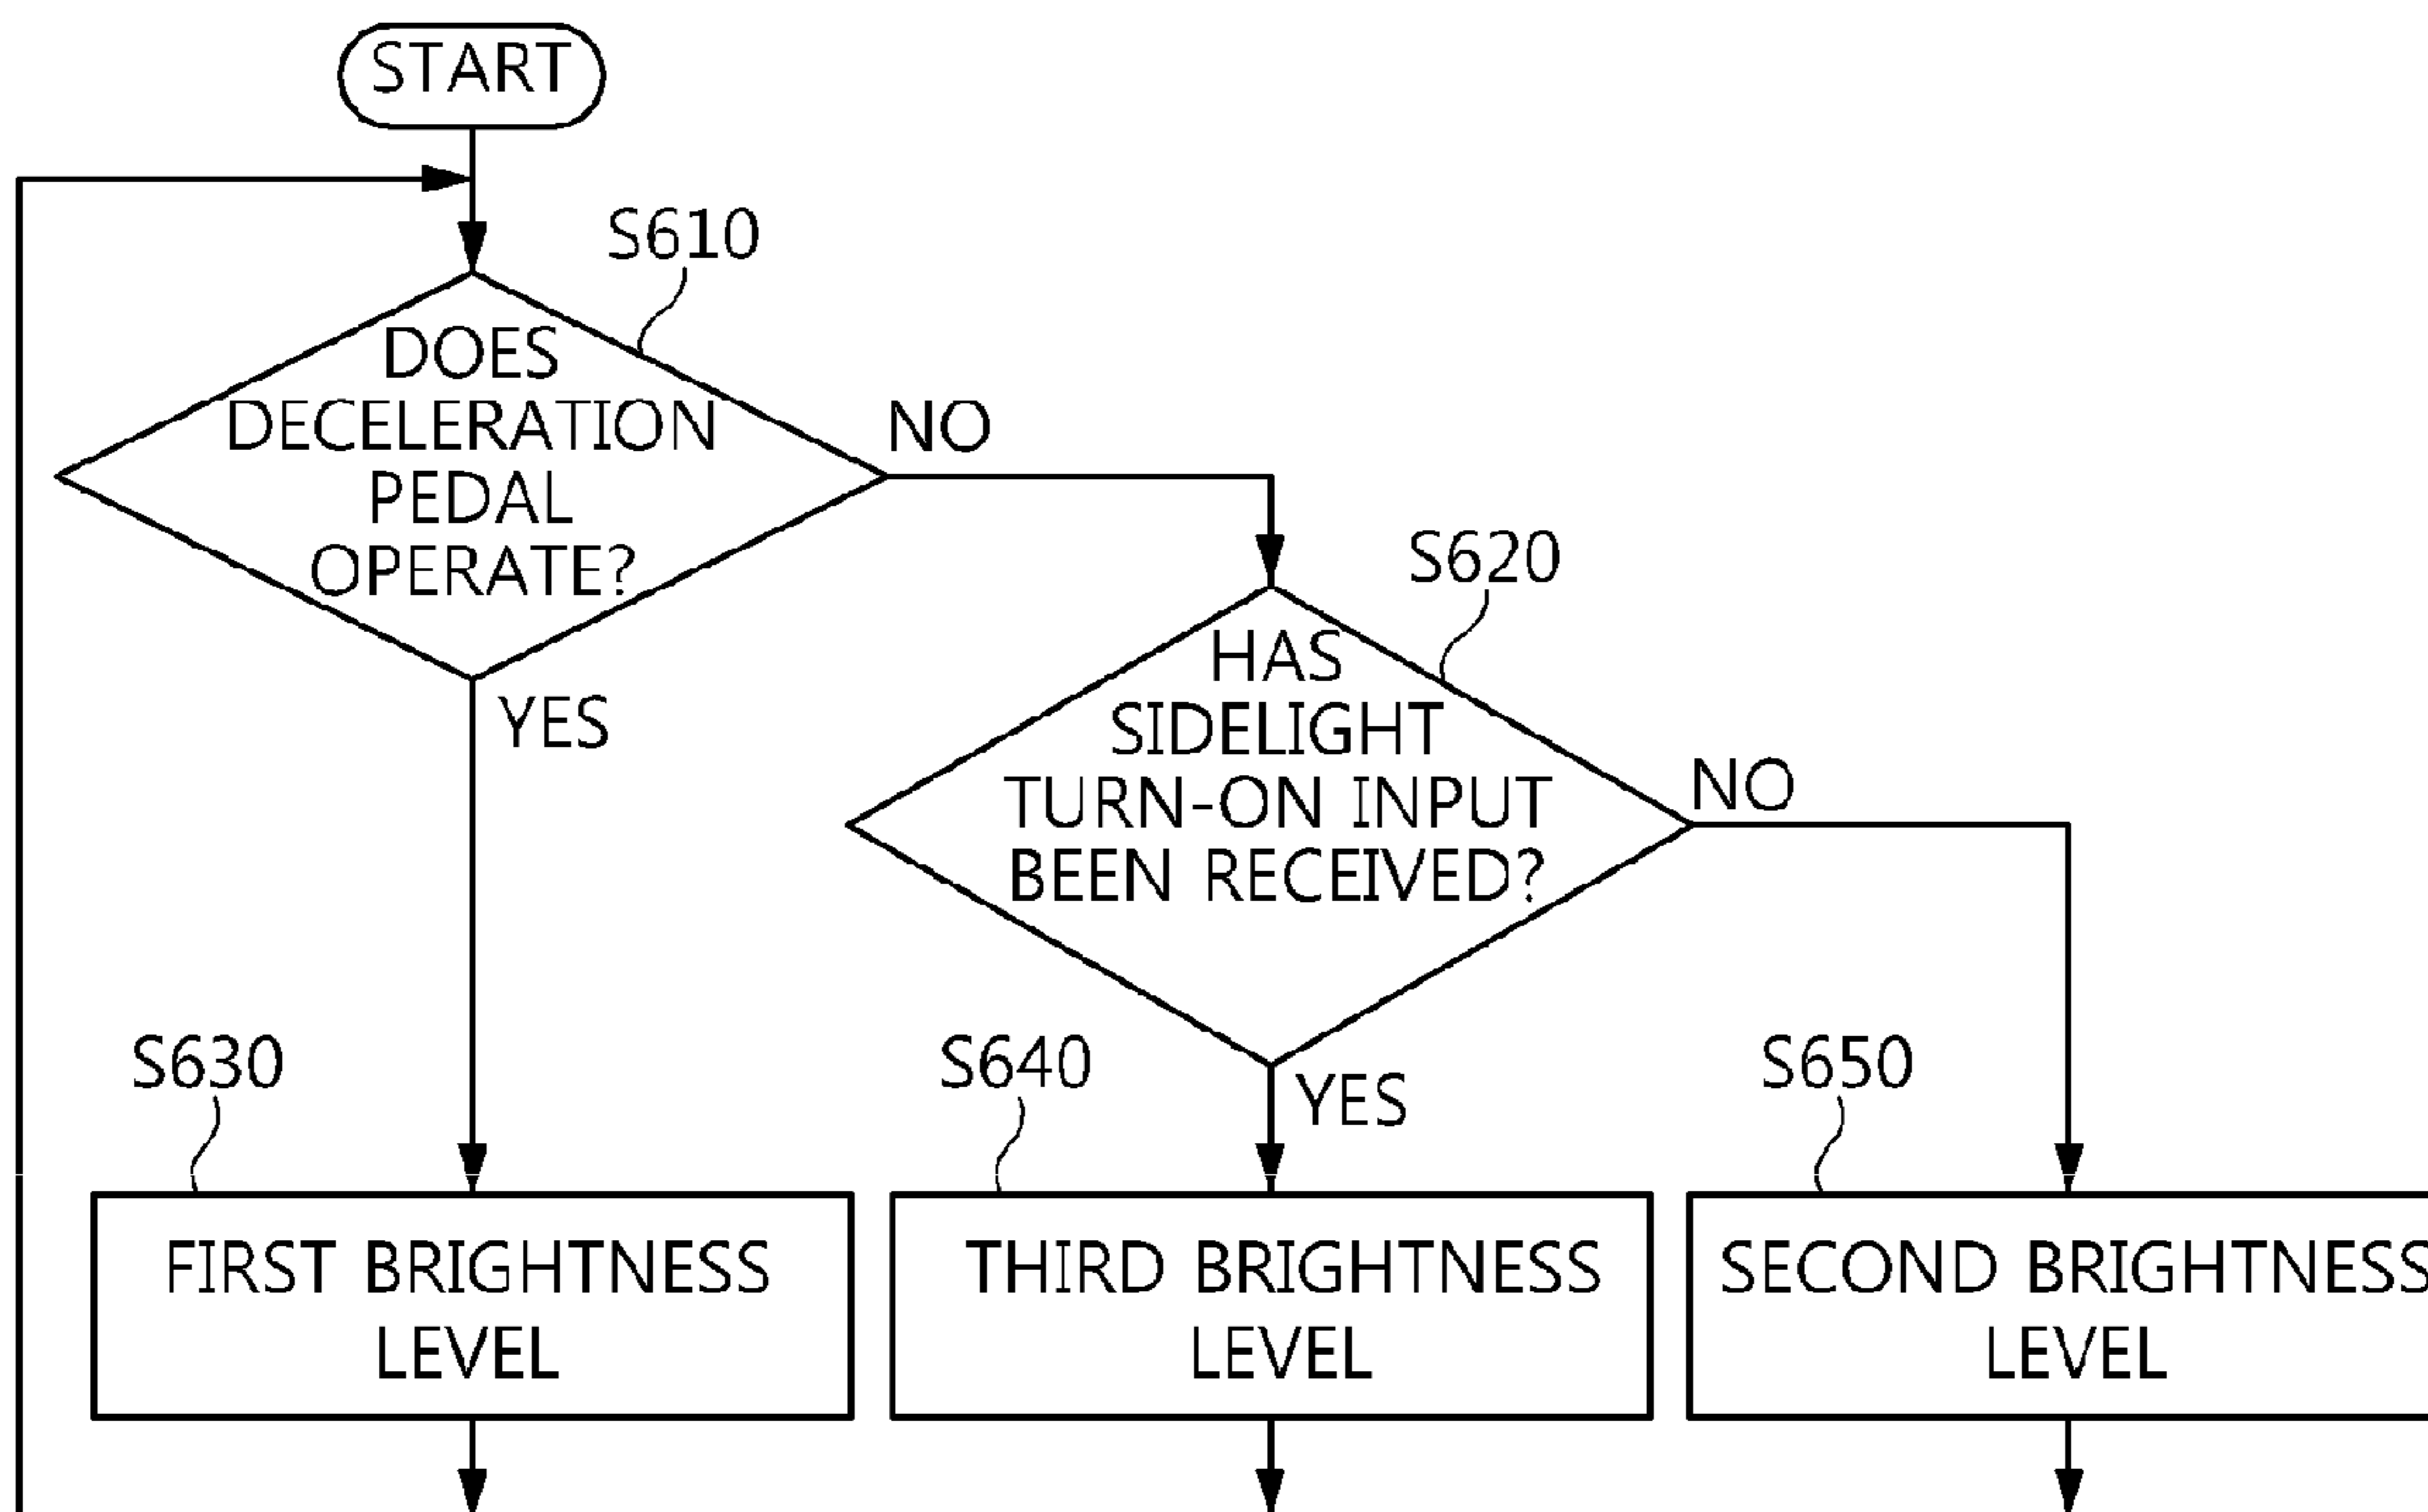 START
S610
DOES
DECELERATION
PEDAL
OPERATE?
NO
YES
S620
HAS
SIDELIGHT
TURN-ON INPUT
BEEN RECEIVED?
NO
YES
S630
FIRST BRIGHTNESS
LEVEL
S640
THIRD BRIGHTNESS
LEVEL
S650
SECOND BRIGHTNESS
LEVEL